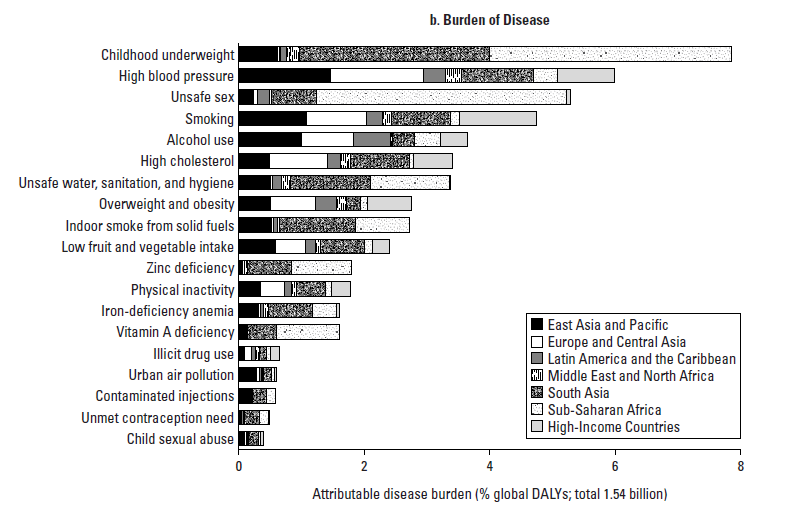 b. Burden of Disease
Childhood underweight
High blood pressure
Unsafe sex
Smoking
Alcohol use
High cholesterol
Unsafe water, sanitation, and hygiene
Overweight and obesity
Indoor smoke from solid fuels
Low fruit and vegetable intake
Zinc deficiency
Physical inactivity
Iron-deficiency anemia
Vitamin A deficiency
Illicit drug use
Urban air pollution
Contaminated injections
Unmet contraception need
Child sexual abuse
East Asia and Pacific
Europe and Central Asia
Latin America and the Caribbean
Middle East and North Africa
South Asia
Sub-Saharan Africa
High-Income Countries
0 2 4 6 8
Attributable disease burden (% global DALYs; total 1.54 billion)